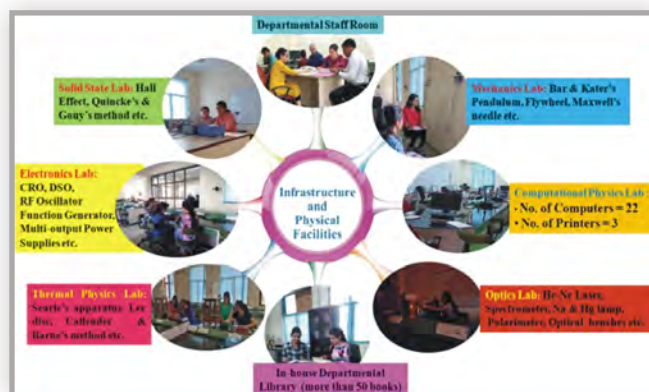 Departmental Staff Room
Solid State Lab: Hall
Effect, Quincke's &
Gouy's method etc.
Mechanics Lab: Bar & Kater's
Pendulum, Flywheel, Maxwell's
needle etc.
Electronics Lab:
CRO, DSO,
RF Oscillator
Function Generator,
Multi-output Power
Supplies etc.
Infrastructure
and
Physical
Facilities
Computational Physics Lab :
- No. of Computers = 22
• No. of Printers = 3
Thermal Physics Lab:
Searle's apparatus Lee
disc, Callender &
Barne's method etc.
Optics Lab: He-Ne Laser,
Spectrometer, Na & Hg lamp,
Polarimeter, Optical benches etc.
In-house Departmental
Library (more than 50 books)